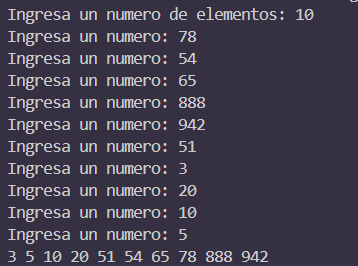 Ingresa un numero de elementos: 10
Ingresa un numero: 78
Ingresa un numero: 54
Ingresa un numero: 65
Ingresa un numero: 888
Ingresa un numero: 942
Ingresa un numero: 51
Ingresa un numero: 3
Ingresa un numero: 20
Ingresa un numero: 10
Ingresa un numero: 5
3 5 10 20 51 54 65 78 888 942